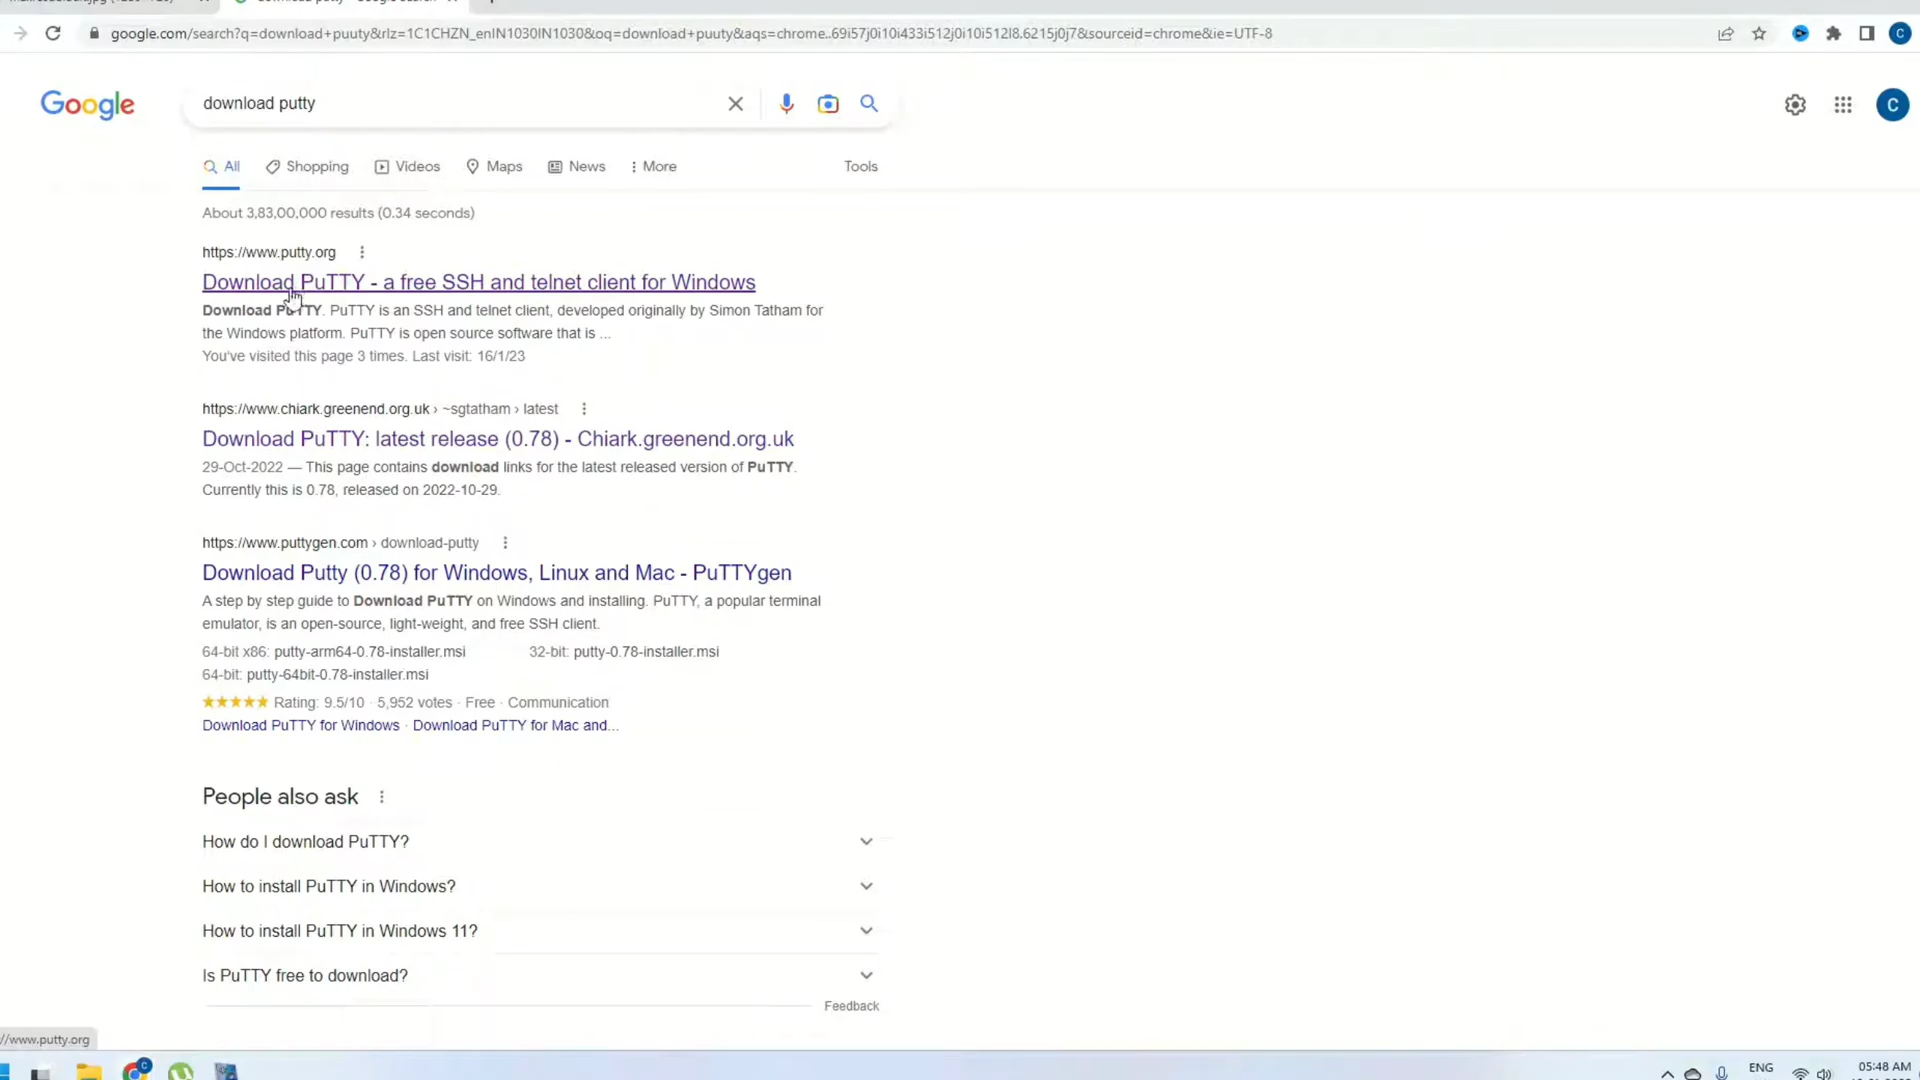 download putty - Google Search
google.com/search?q=download+puuty&rlz=1C1CHZN_enIN1030IN1030&oq=download+puuty&aqs=chrome..69i57j0i10i433i512j0i10i512l8.6215j0j7&sourceid=chrome&ie=UTF-8
C
Google
download putty
C
All
Shopping
Videos
Maps
News
More
Tools
About 3,83,00,000 results (0.34 seconds)
https://www.putty.org
Download PuTTY - a free SSH and telnet client for Windows
Download PuTTY. PuTTY is an SSH and telnet client, developed originally by Simon Tatham for
the Windows platform. PuTTY is open source software that is ...
You've visited this page 3 times. Last visit: 16/1/23
https://www.chiark.greenend.org.uk › ~sgtatham › latest
Download PuTTY: latest release (0.78) - Chiark.greenend.org.uk
29-Oct-2022 — This page contains download links for the latest released version of PuTTY.
Currently this is 0.78, released on 2022-10-29.
https://www.puttygen.com › download-putty
Download Putty (0.78) for Windows, Linux and Mac - PuTTYgen
A step by step guide to Download PuTTY on Windows and installing. PuTTY, a popular terminal
emulator, is an open-source, light-weight, and free SSH client.
64-bit x86: putty-arm64-0.78-installer.msi 32-bit: putty-0.78-installer.msi
64-bit: putty-64bit-0.78-installer.msi
Rating: 9.5/10 · 5,952 votes · Free · Communication
Download PuTTY for Windows · Download PuTTY for Mac and...
People also ask
How do I download PuTTY?
How to install PuTTY in Windows?
How to install PuTTY in Windows 11?
Is PuTTY free to download?
Feedback
//www.putty.org
C
ENG
05:48 AM